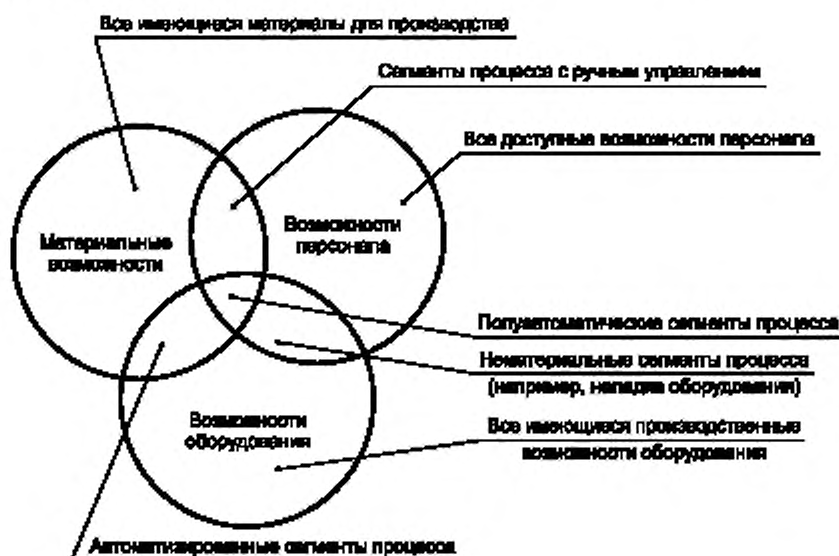 Все имеющиеся материалы для производства
Сегменты процесса с ручным управлением
Все доступные возможности персонала
Возможности
персонала
Материальные
возможности
Полуавтоматические сегменты процесса
Нематериальные сегменты процесса
(например, наладка оборудования)
Возможности
оборудования
Все имеющиеся производственные
возможности оборудования
Автоматизированные сегменты процесса